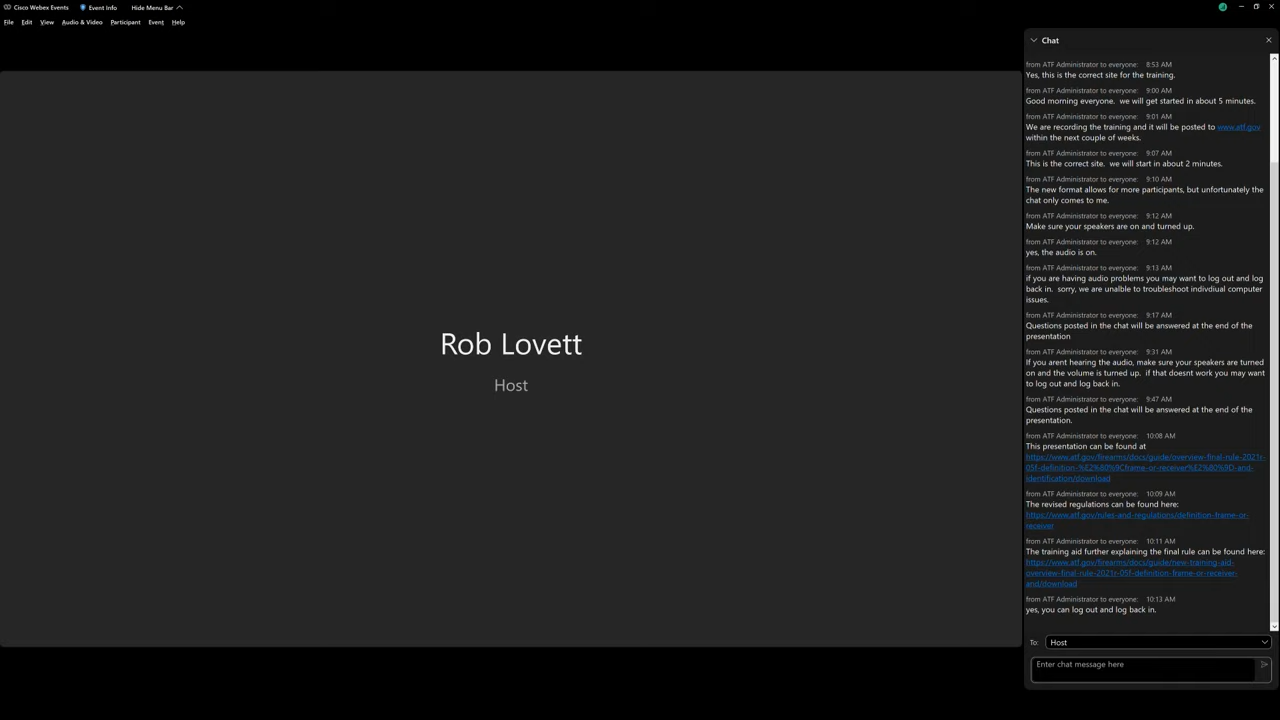 Cisco Webex Events Event Info Hide Menu Bar
File Edit View Audio & Video Participant Event Help
Rob Lovett
Host
Chat
from ATF Administrator to everyone: 8:53 AM
Yes, this is the correct site for the training.
from ATF Administrator to everyone: 9:00 AM
Good morning everyone. we will get started in about 5 minutes.
from ATF Administrator to everyone: 9:01 AM
We are recording the training and it will be posted to www.atf.gov
within the next couple of weeks.
from ATF Administrator to everyone: 9:07 AM
This is the correct site. we will start in about 2 minutes.
from ATF Administrator to everyone: 9:10 AM
The new format allows for more participants, but unfortunately the
chat only comes to me.
from ATF Administrator to everyone: 9:12 AM
Make sure your speakers are on and turned up.
from ATF Administrator to everyone: 9:12 AM
yes, the audio is on.
from ATF Administrator to everyone: 9:13 AM
if you are having audio problems you may want to log out and log
back in. sorry, we are unalble to troubleshoot indivdiual computer
issues.
from ATF Administrator to everyone: 9:17 AM
Questions posted in the chat will be answered at the end of the
presentation
from ATF Administrator to everyone: 9:31 AM
If you arent hearing the audio, make sure your speakers are turned
on and the volume is turned up. if that doesnt work you may want
to log out and log back in.
from ATF Administrator to everyone: 9:47 AM
Questions posted in the chat will be answered at the end of the
presentation.
from ATF Administrator to everyone: 10:08 AM
This presentation can be found at
https://www.atf.gov/firearms/docs/guide/overview-final-rule-2021r-
05f-definition-%E2%80%9Cframe-or-receiver%E2%80%9D-and-
identification/download
from ATF Administrator to everyone: 10:09 AM
The revised regulations can be found here:
https://www.atf.gov/rules-and-regulations/definition-frame-or-
receiver
from ATF Administrator to everyone: 10:11 AM
The training aid further explaining the final rule can be found here:
https://www.atf.gov/firearms/docs/guide/new-training-aid-
overview-final-rule-2021r-05f-definition-frame-or-receiver-
and/download
from ATF Administrator to everyone: 10:13 AM
yes, you can log out and log back in.
To: Host
Enter chat message here